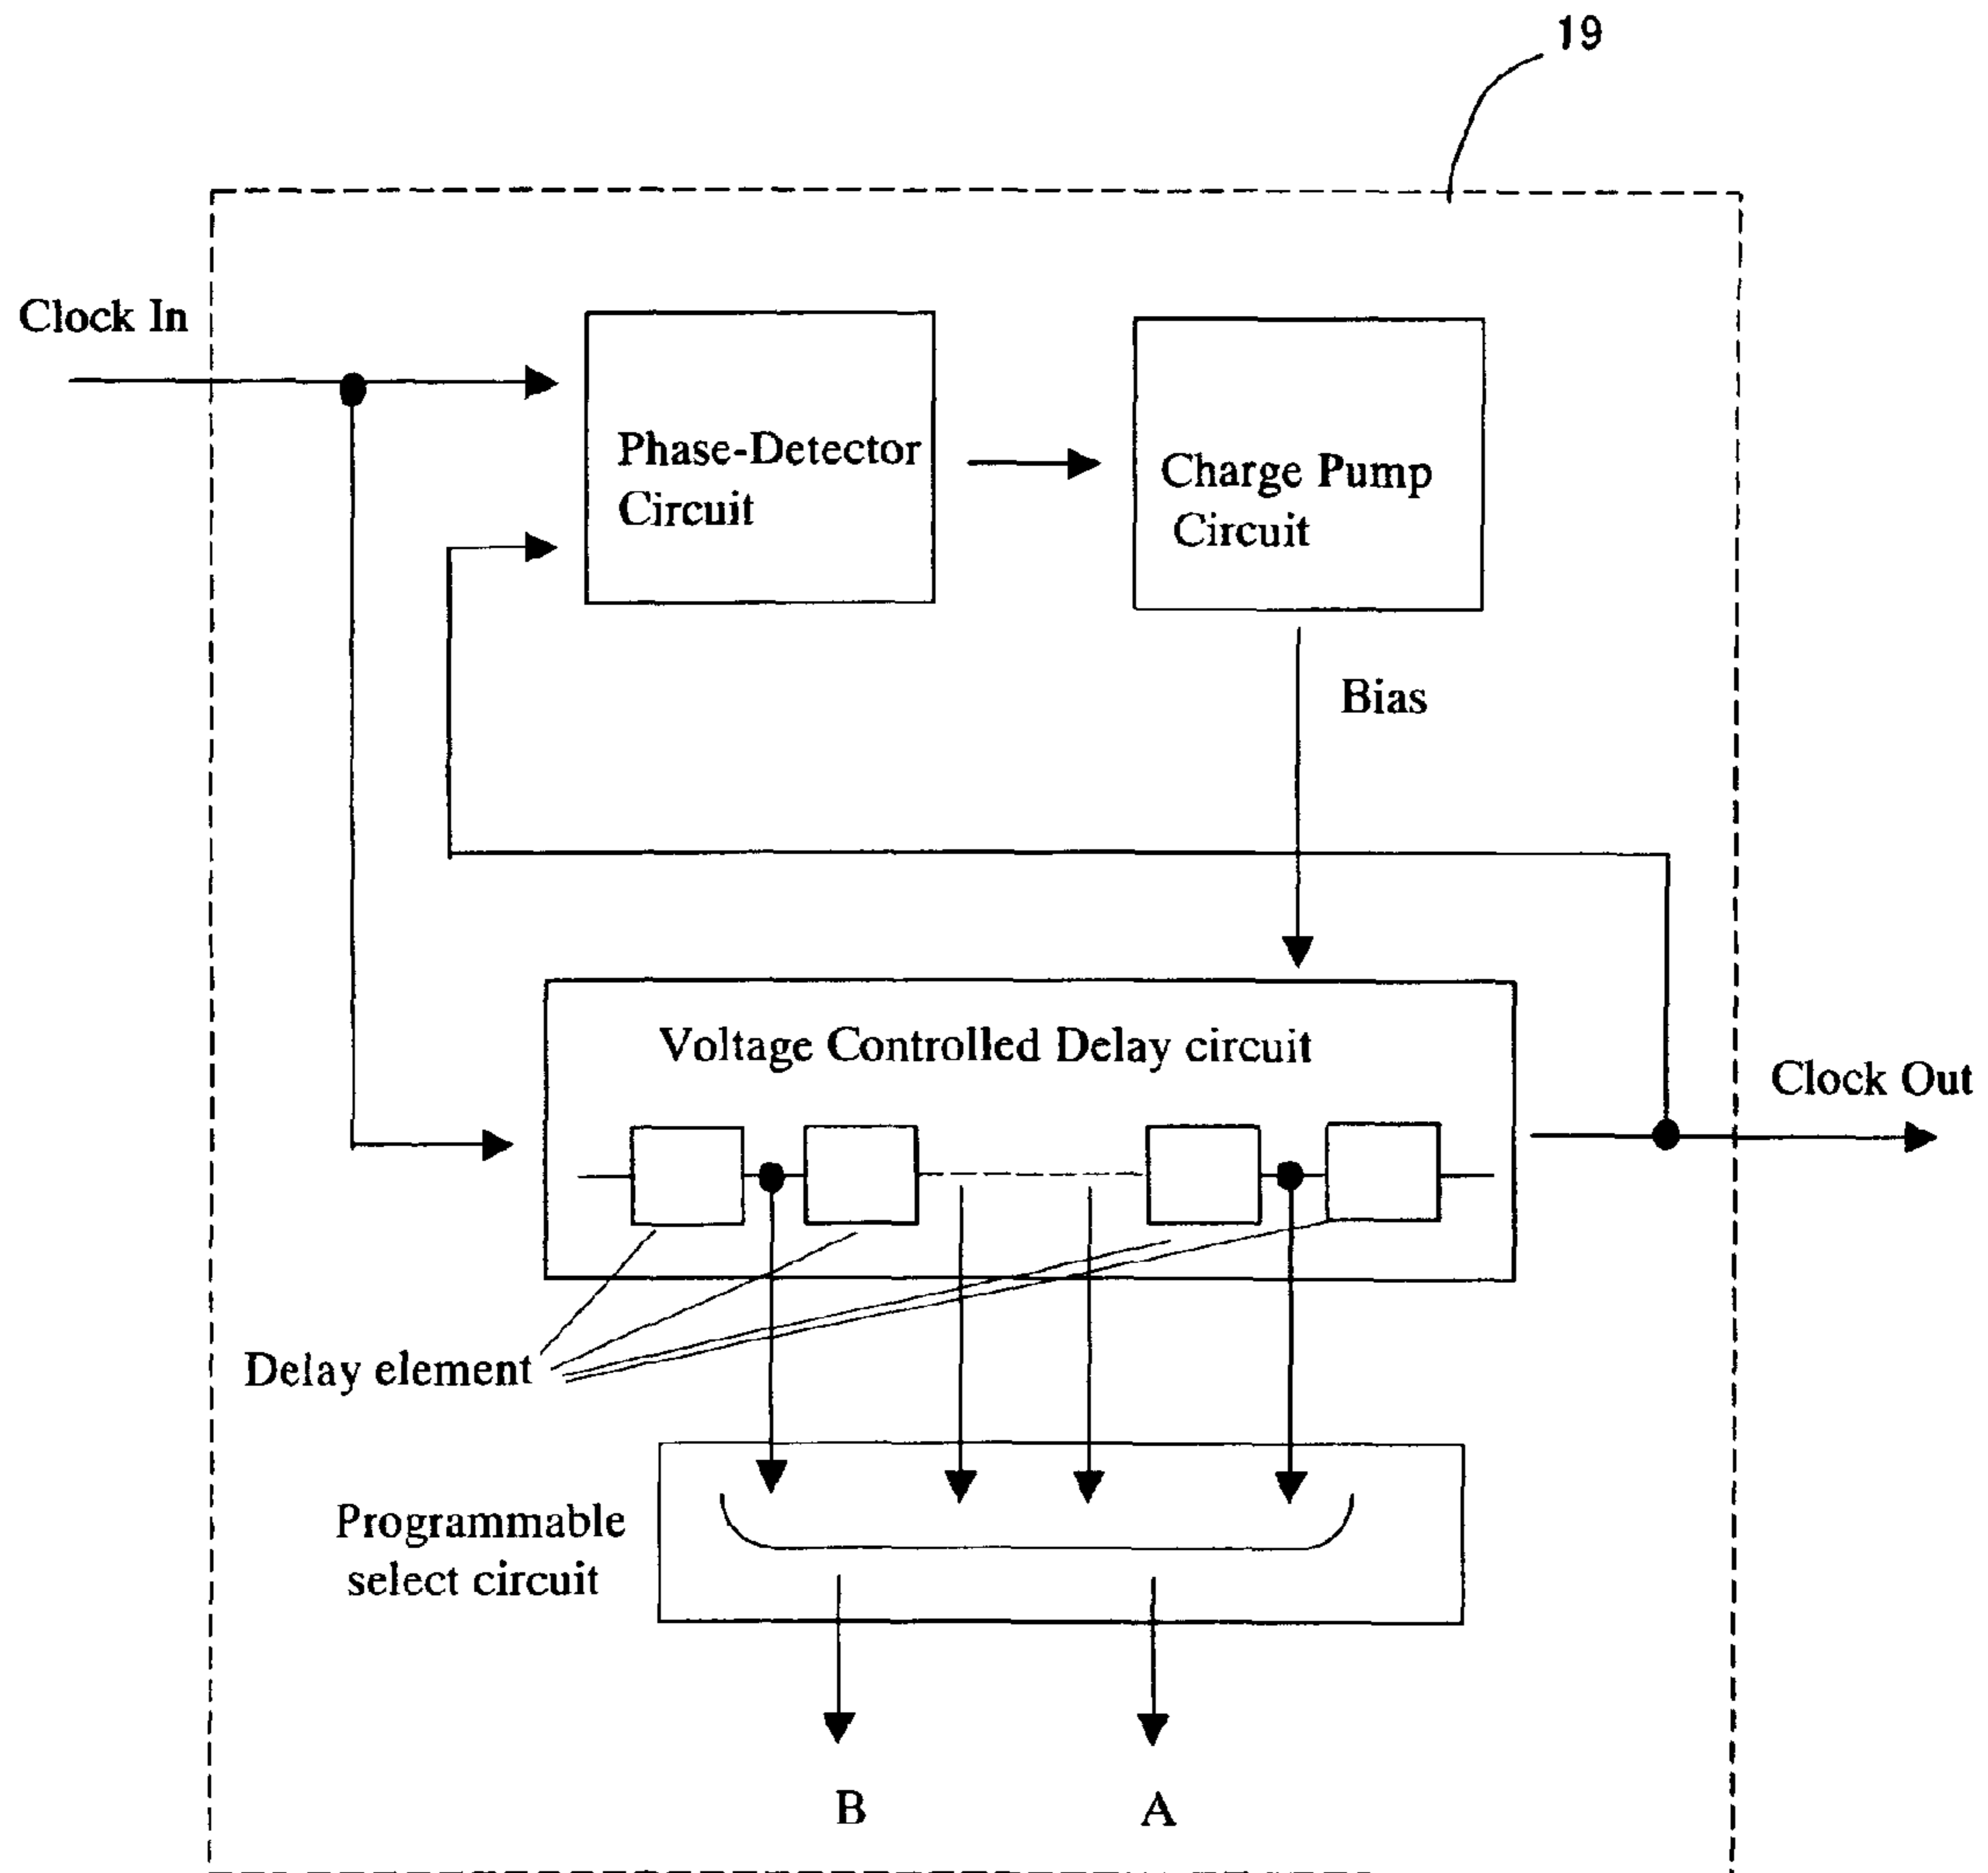 19
Clock In
Phase-Detector
Circuit
Charge Pump
Circuit
Bias
Voltage Controlled Delay circuit
Clock Out
Delay element
Programmable
select circuit
B
A